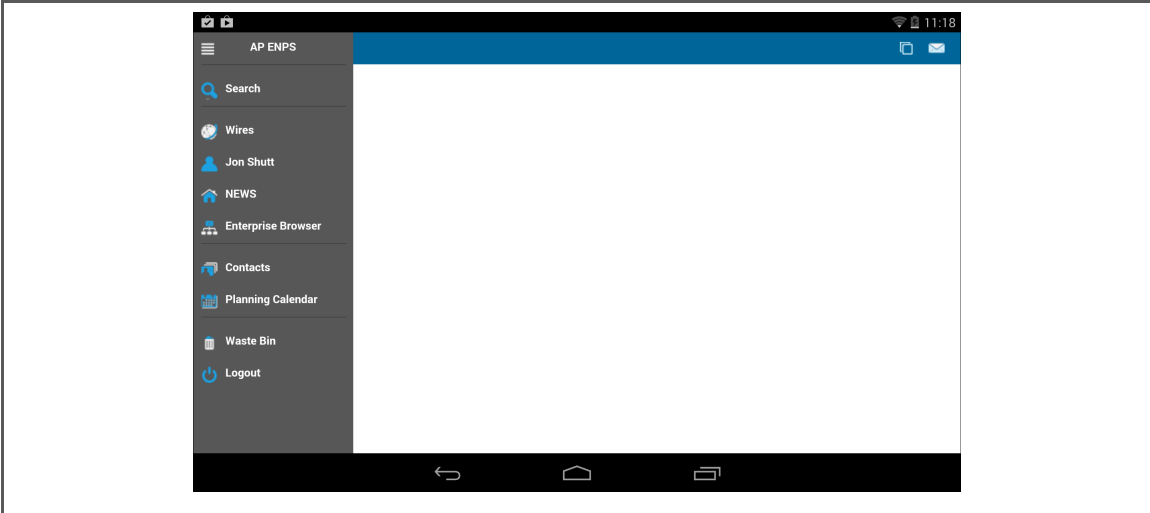 11:18
AP ENPS
Search
Wires
Jon Shutt
NEWS
Enterprise Browser
Contacts
Planning Calendar
Waste Bin
Logout